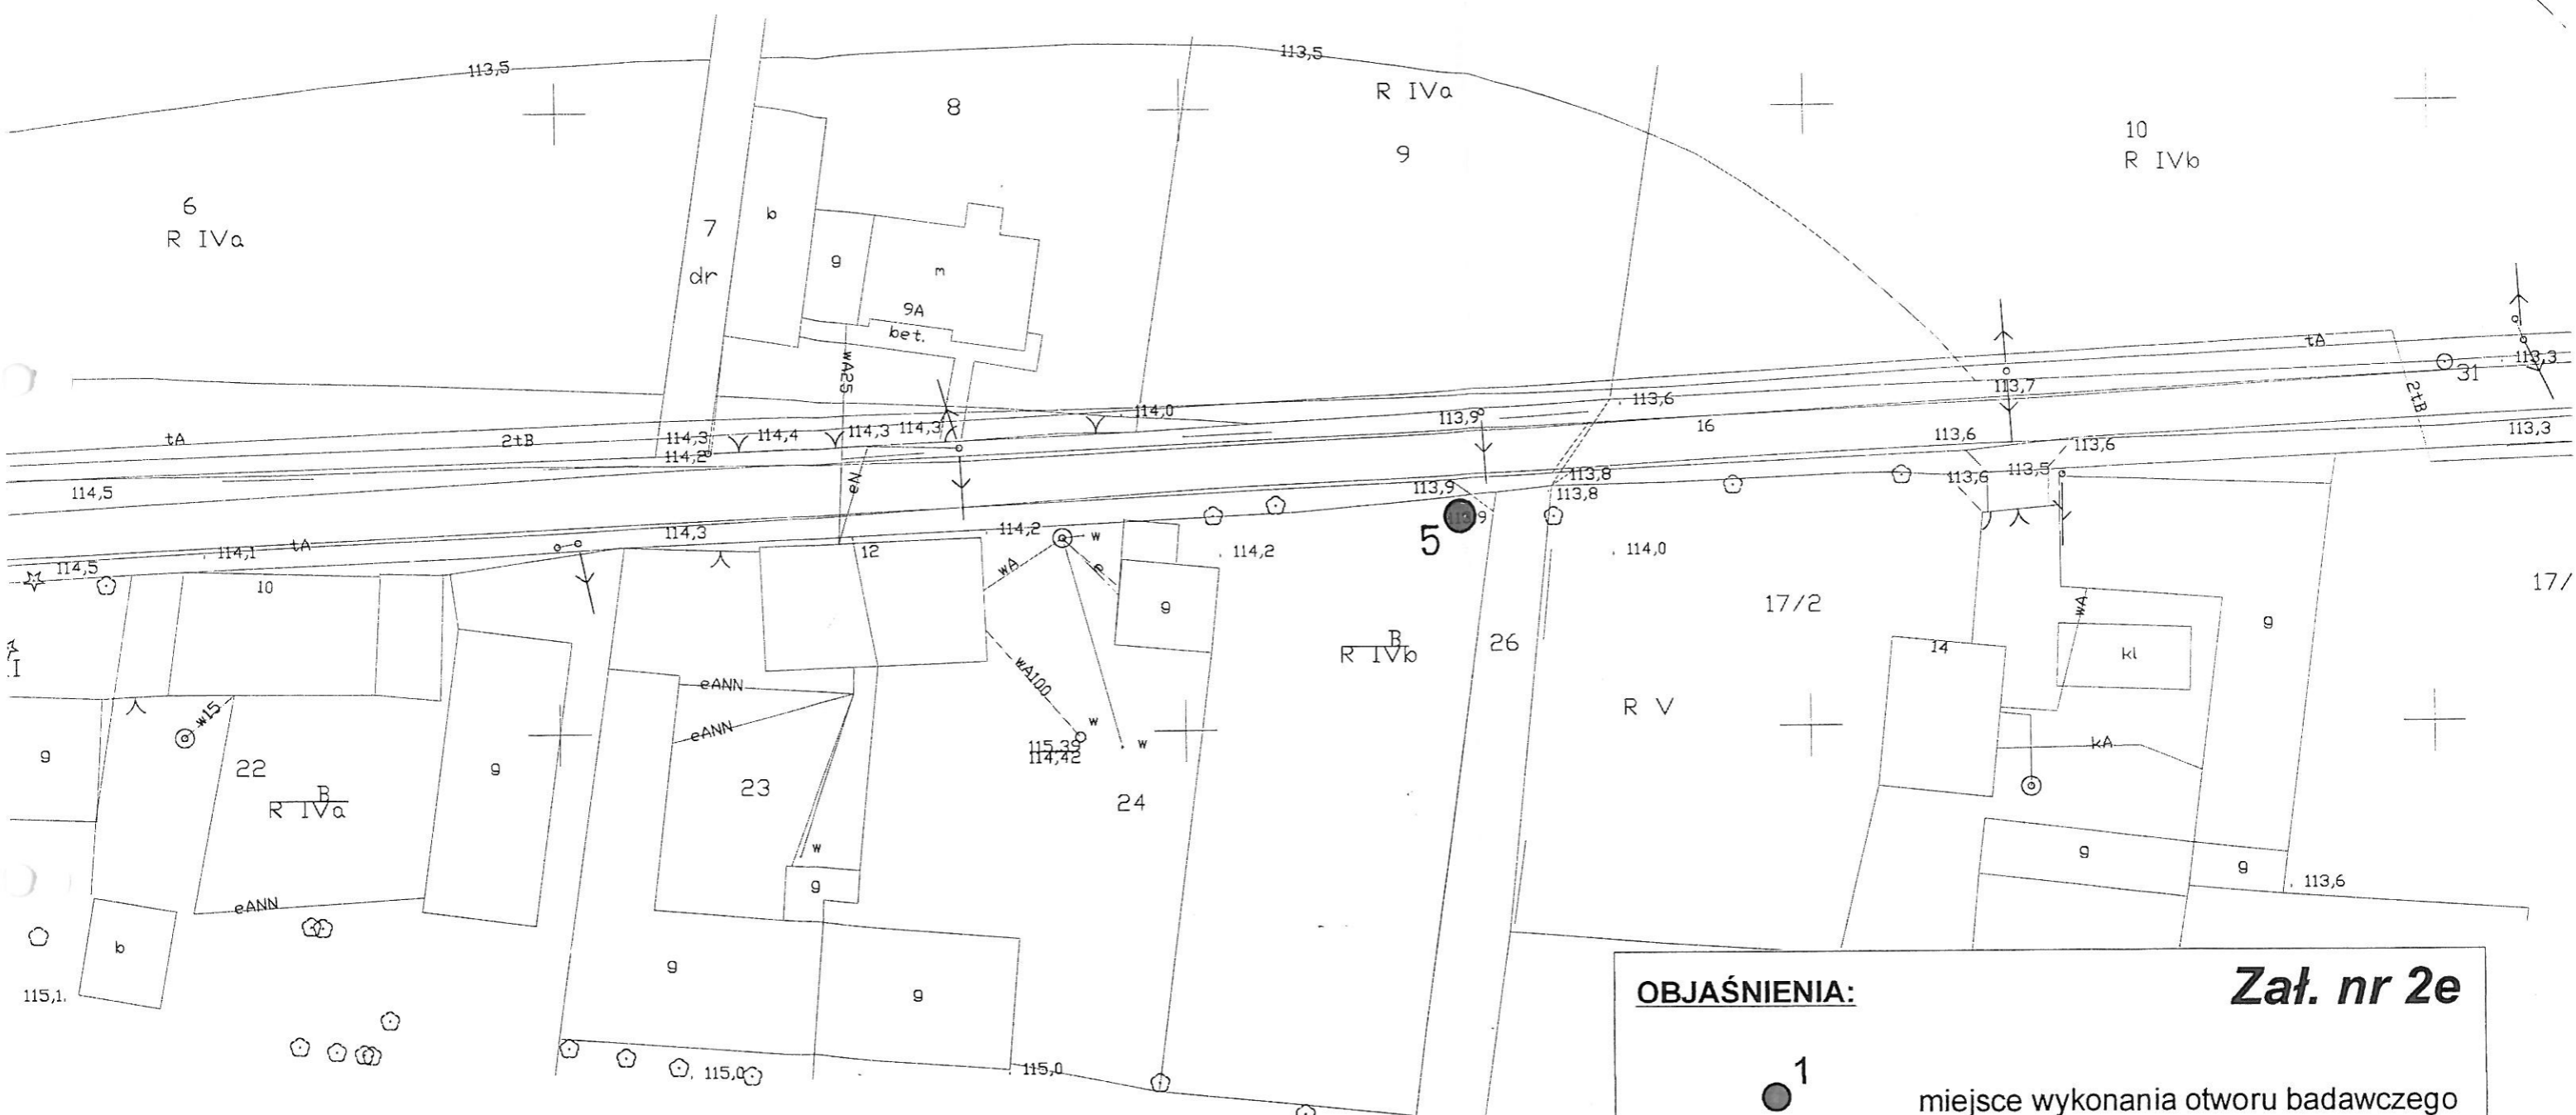 113,5
113,5
R IVa
8
9
10
R IVb
6
R IVa
7
dr
b
g
m
9A
bet.
wA25
tA
31
113,3
113,7
2tB
113,6
113,9
114,0
114,3
114,4
114,3
114,3
tA
2tB
114,2
16
113,6
113,6
113,3
114,5
113,8
113,6
113,5
113,9
113,8
5
114,3
114,2
114,1
tA
12
w
114,2
114,0
114,5
10
wA
e
g
17/2
17/
wA
g
B
R IVb
26
14
kl
wA100
eANN
eANN
w15
R V
w
w
115,39
114,42
kA
g
22
g
23
24
B
R IVa
w
g
g
g
113,6
eANN
b
g
g
115,1
115,0
115,0
OBJAŚNIENIA:
Zał. nr 2e
1
miejsce wykonania otworu badawczego